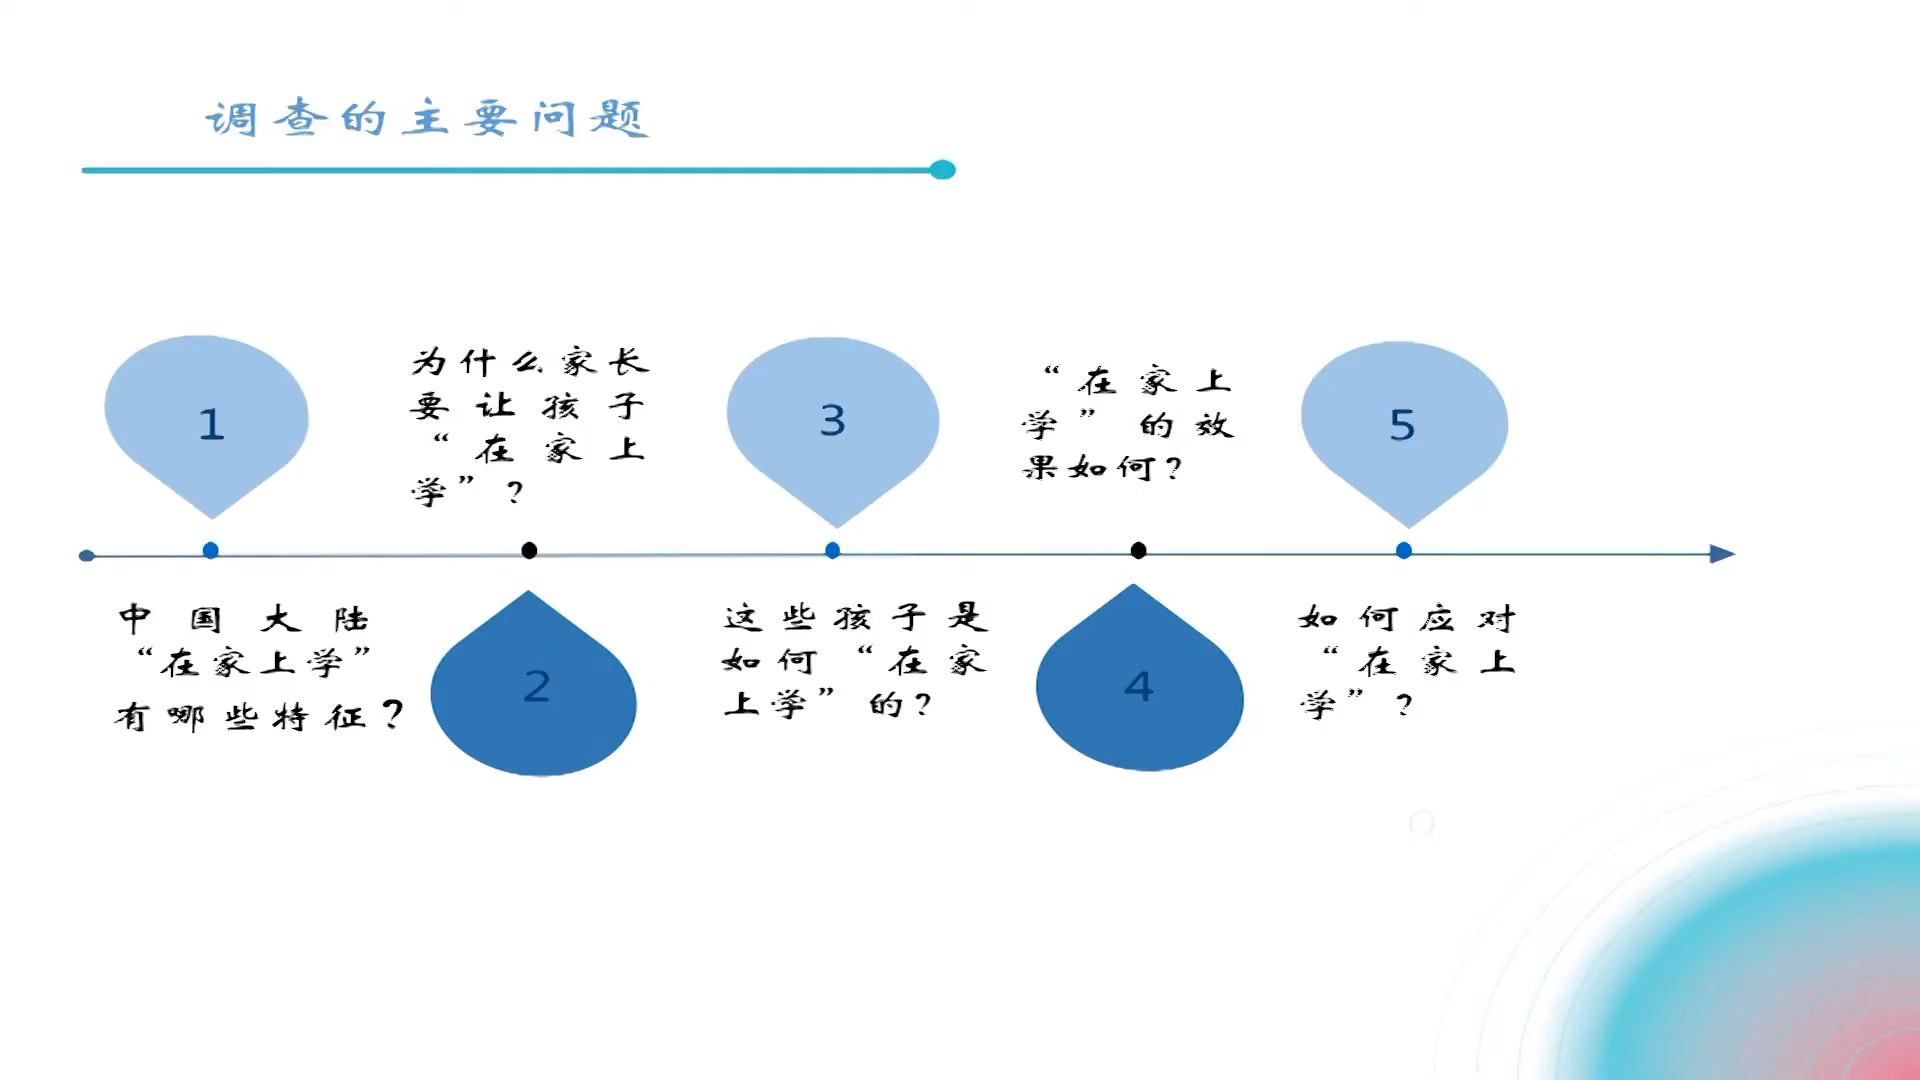 调查的主要问题
1
中国大陆
“在家上学”
有哪些特征?
为什么家长
要让孩子
“在家上
学”?
2
3
这些孩子是
如何“在家
上学”的?
“在家上
学”的效
果如何?
4
5
如何应对
“在家上
学”?